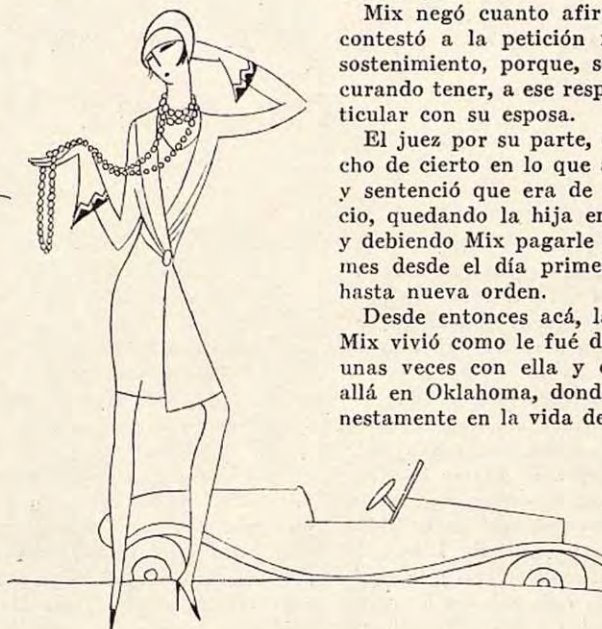 Mix negó cuanto afir
contestó a la petición
sostenimiento, porque, s
curando tener, a ese resp
ticular con su esposa.
El juez por su parte,
cho de cierto en lo que
y sentenció que era de
cio, quedando la hija en
y debiendo Mix pagarle
mes desde el día prime
hasta nueva orden.
Desde entonces acá, la
Mix vivió como le fué d
unas veces con ella y
allá en Oklahoma, dond
nestamente en la vida de